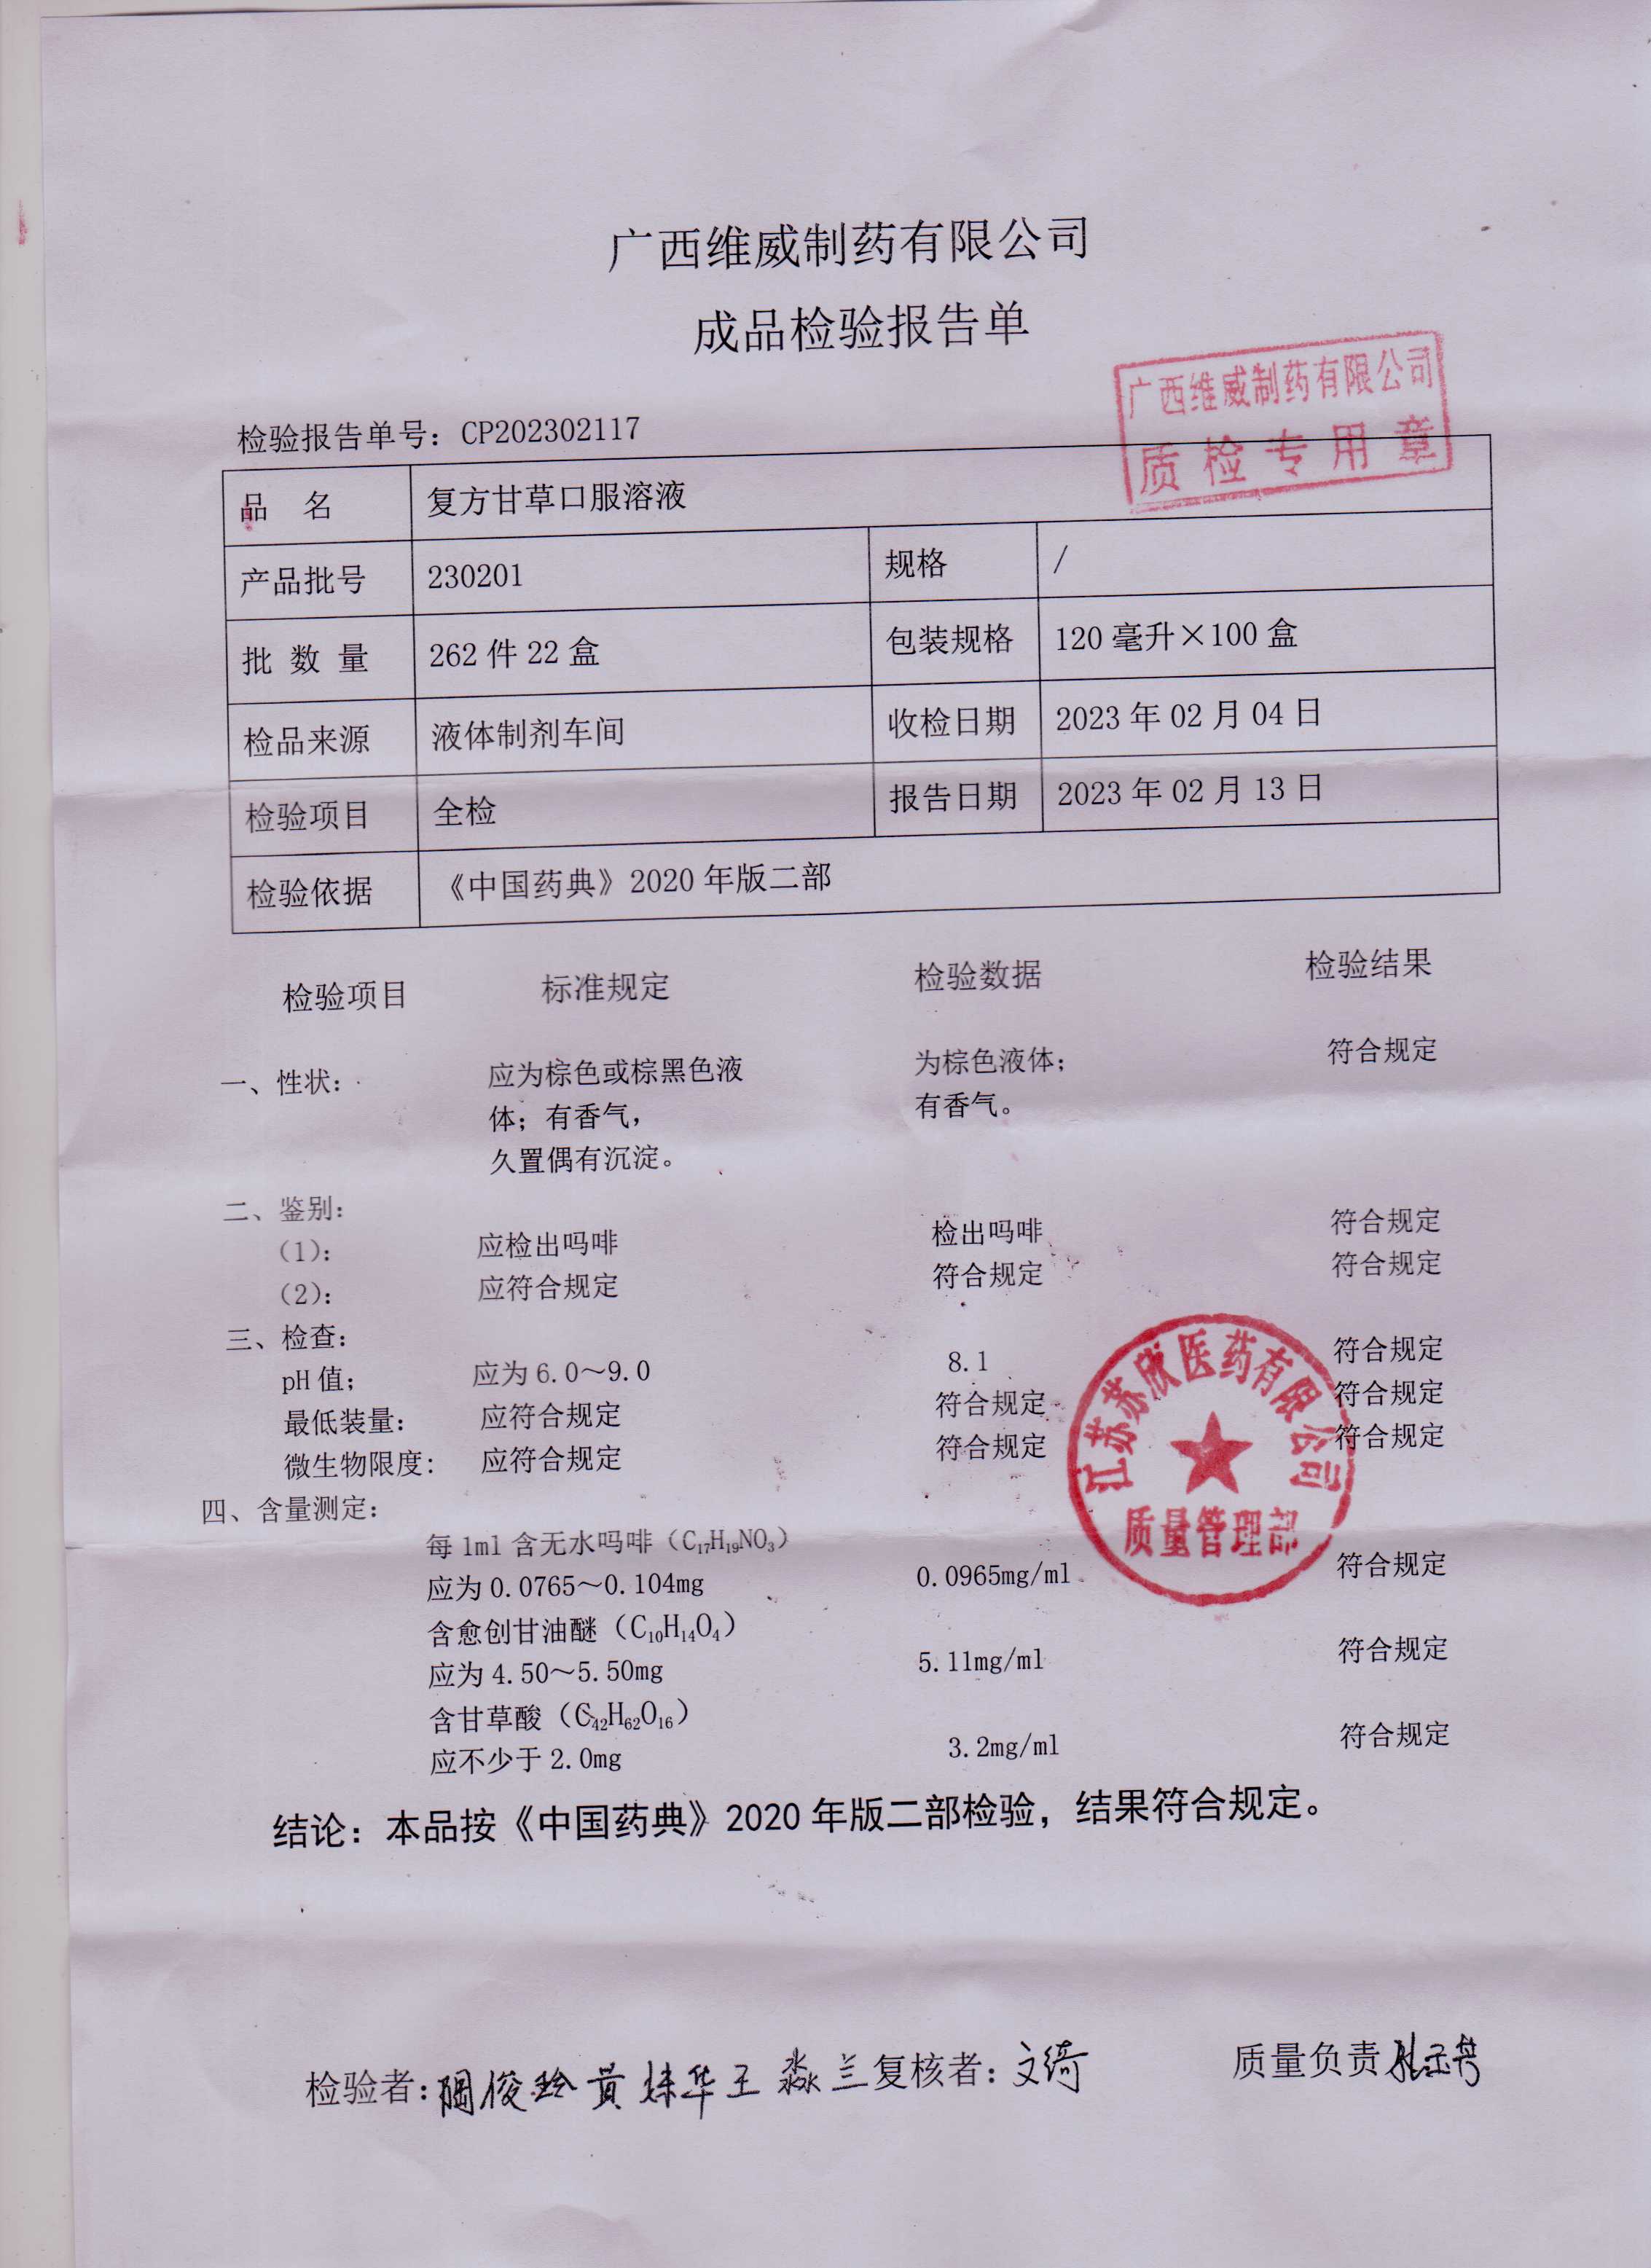 广西维威制药有限公司
成品检验报告单
广西维威制药有限公司
质检专用章
检验报告单号：CP202302117
品 名 复方甘草口服溶液
产品批号 230201 规格 /
批 数 量 262 件 22 盒 包装规格 120 毫升×100 盒
检品来源 液体制剂车间 收检日期 2023 年 02 月 04 日
检验项目 全检 报告日期 2023 年 02 月 13 日
检验依据 《中国药典》2020 年版二部
检验项目 标准规定 检验数据 检验结果
一、性状： 应为棕色或棕黑色液 为棕色液体； 符合规定
体；有香气， 有香气。
久置偶有沉淀。
二、鉴别：
（1）： 应检出吗啡 检出吗啡 符合规定
（2）： 应符合规定 符合规定 符合规定
三、检查：
pH 值； 应为 6.0～9.0 8.1 符合规定
最低装量： 应符合规定 符合规定 符合规定
微生物限度： 应符合规定 符合规定 符合规定
江苏苏欣医药有限公司
质量管理部
四、含量测定：
每 1ml 含无水吗啡（C₁₇H₁₉NO₃）
应为 0.0765～0.104mg 0.0965mg/ml 符合规定
含愈创甘油醚（C₁₀H₁₄O₄）
应为 4.50～5.50mg 5.11mg/ml 符合规定
含甘草酸（C₄₂H₆₂O₁₆）
应不少于 2.0mg 3.2mg/ml 符合规定
结论：本品按《中国药典》2020 年版二部检验，结果符合规定。
检验者： 俊玲 黄 华 王 淼 兰 复核者：文绮 质量负责